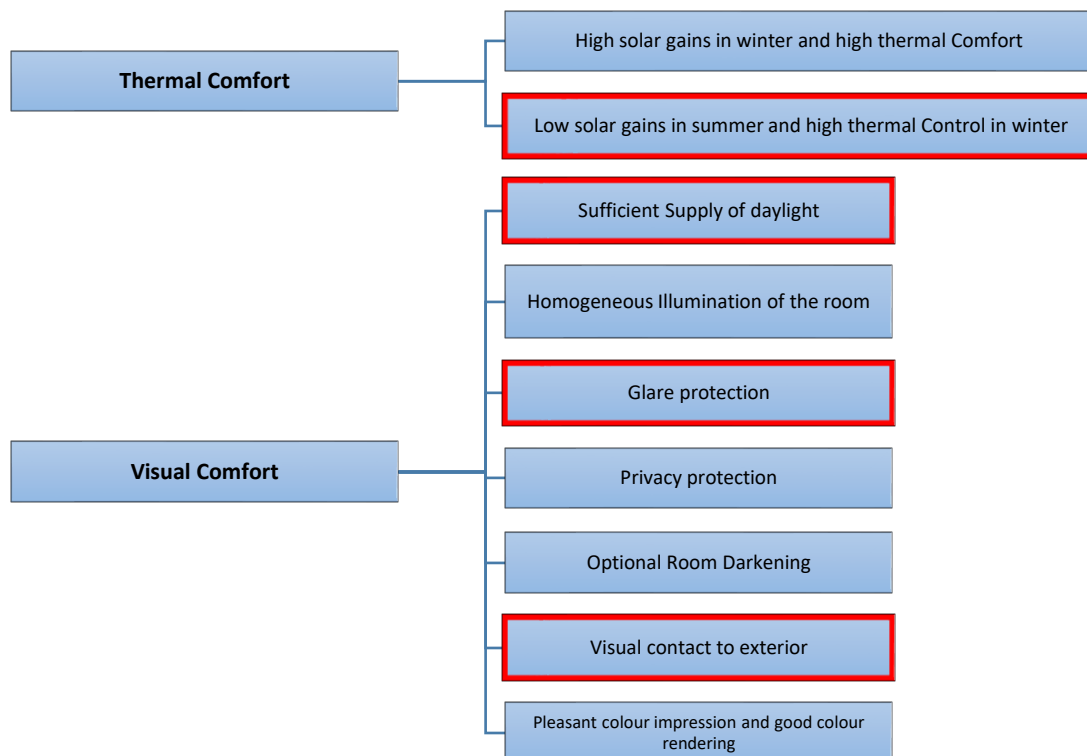 Thermal Comfort
High solar gains in winter and high thermal Comfort
Low solar gains in summer and high thermal Control in winter
Visual Comfort
Sufficient Supply of daylight
Homogeneous Illumination of the room
Glare protection
Privacy protection
Optional Room Darkening
Visual contact to exterior
Pleasant colour impression and good colour
rendering